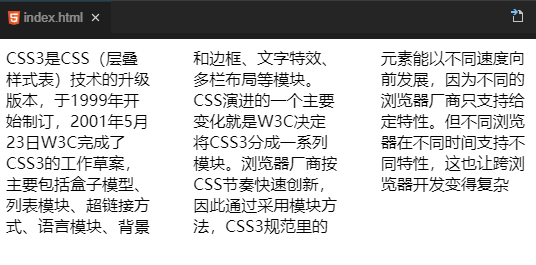 index.html
CSS3是CSS（层叠
样式表）技术的升级
版本，于1999年开
始制订，2001年5月
23日W3C完成了
CSS3的工作草案，
主要包括盒子模型、
列表模块、超链接方
式、语言模块、背景
和边框、文字特效、
多栏布局等模块。
CSS演进的一个主要
变化就是W3C决定
将CSS3分成一系列
模块。浏览器厂商按
CSS节奏快速创新，
因此通过采用模块方
法，CSS3规范里的
元素能以不同速度向
前发展，因为不同的
浏览器厂商只支持给
定特性。但不同浏览
器在不同时间支持不
同特性，这也让跨浏
览器开发变得复杂